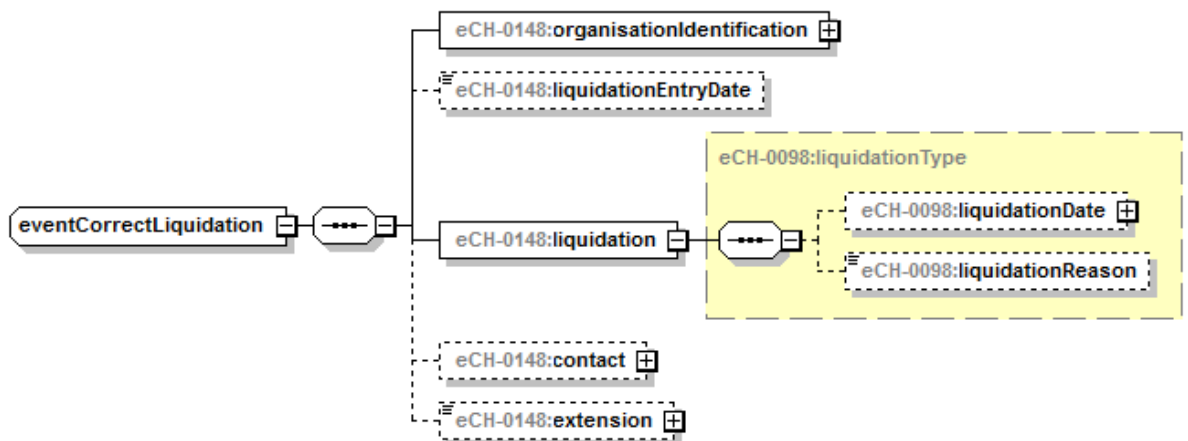 eCH-0148:organisationIdentification
eCH-0148:liquidationEntryDate
eCH-0098:liquidationType
eCH-0098:liquidationDate
eventCorrectLiquidation
eCH-0148:liquidation
eCH-0098:liquidationReason
eCH-0148:contact
eCH-0148:extension